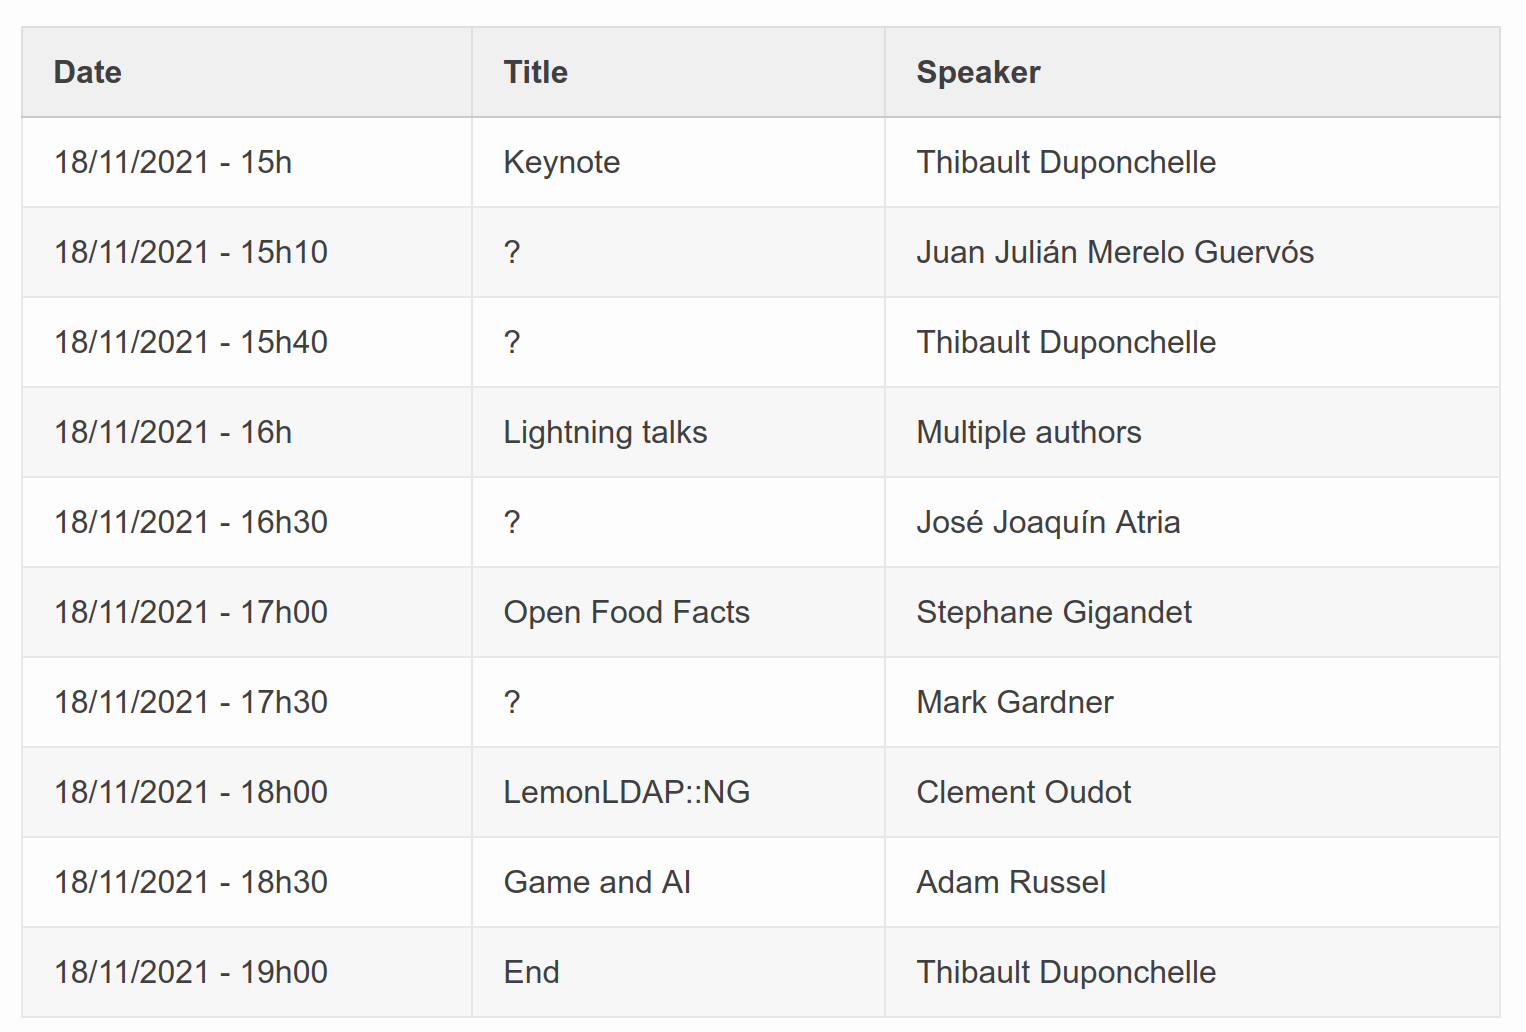 Date Title Speaker
18/11/2021 - 15h Keynote Thibault Duponchelle
18/11/2021 - 15h10 ? Juan Julián Merelo Guervós
18/11/2021 - 15h40 ? Thibault Duponchelle
18/11/2021 - 16h Lightning talks Multiple authors
18/11/2021 - 16h30 ? José Joaquín Atria
18/11/2021 - 17h00 Open Food Facts Stephane Gigandet
18/11/2021 - 17h30 ? Mark Gardner
18/11/2021 - 18h00 LemonLDAP::NG Clement Oudot
18/11/2021 - 18h30 Game and AI Adam Russel
18/11/2021 - 19h00 End Thibault Duponchelle